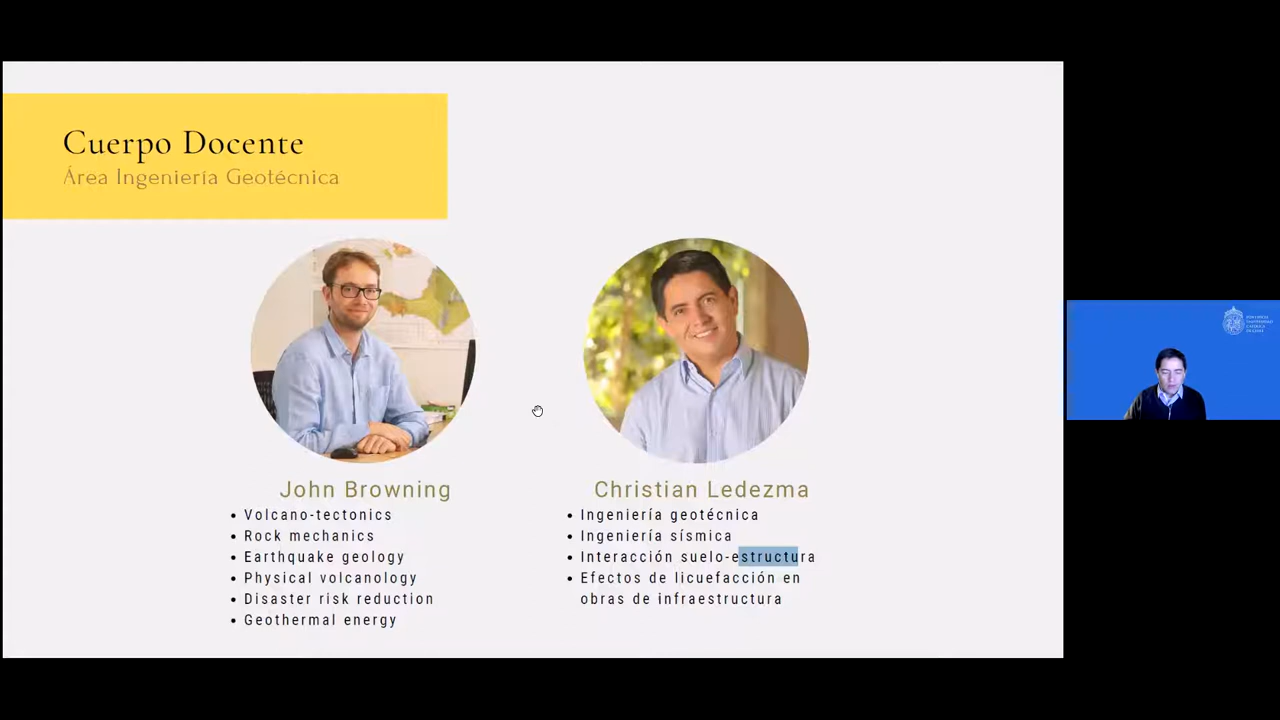 Cuerpo Docente
Área Ingeniería Geotécnica
John Browning
• Volcano-tectonics
• Rock mechanics
• Earthquake geology
• Physical volcanology
• Disaster risk reduction
• Geothermal energy
Christian Ledezma
• Ingeniería geotécnica
• Ingeniería sísmica
• Interacción suelo-estructura
• Efectos de licuefacción en
obras de infraestructura